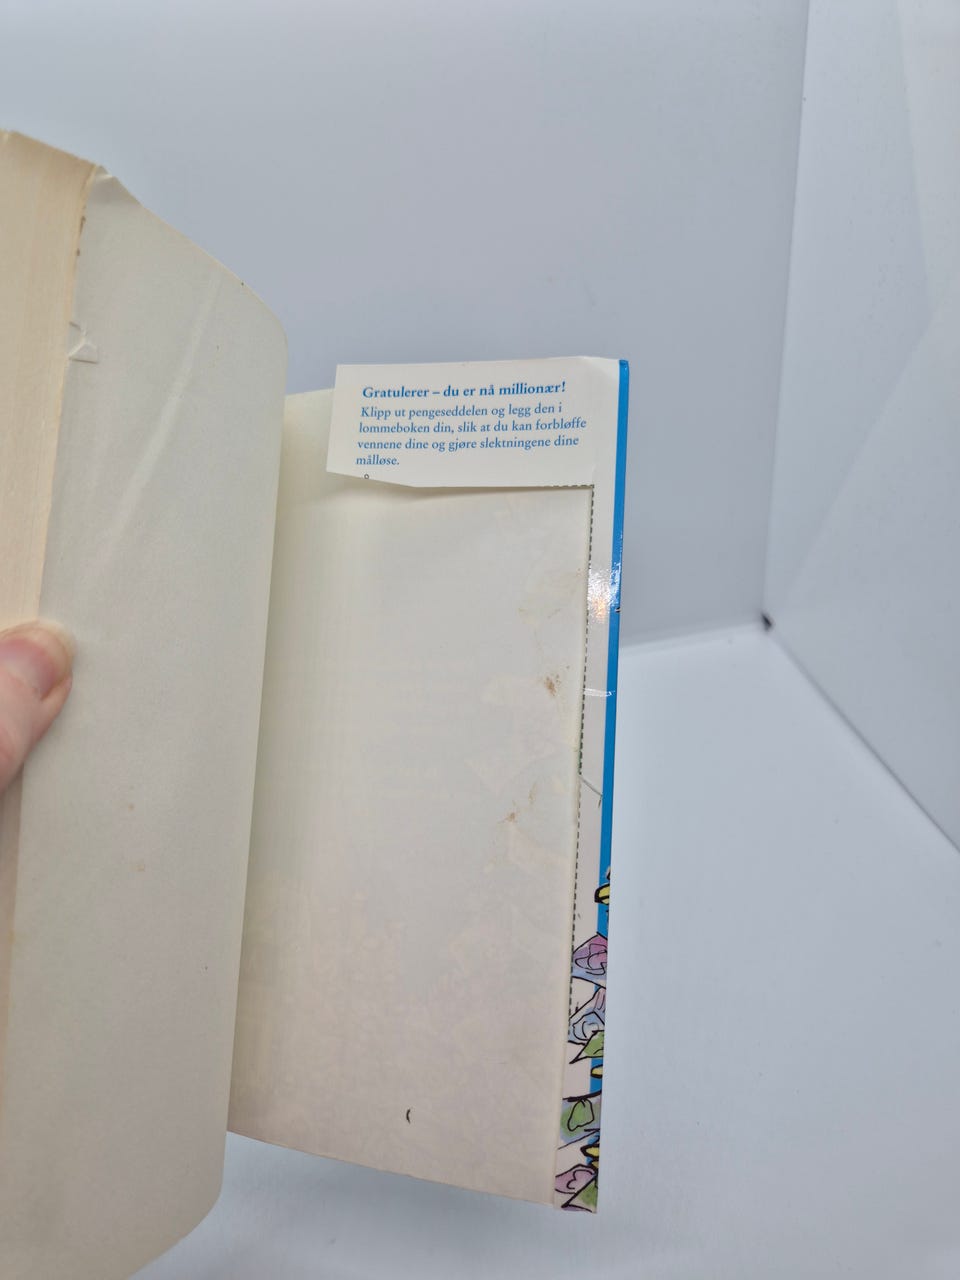 Gratulerer – du er nå millionær!
Klipp ut pengeseddelen og legg den i
lommeboken din, slik at du kan forbløffe
vennene dine og gjøre slektningene dine
målløse.